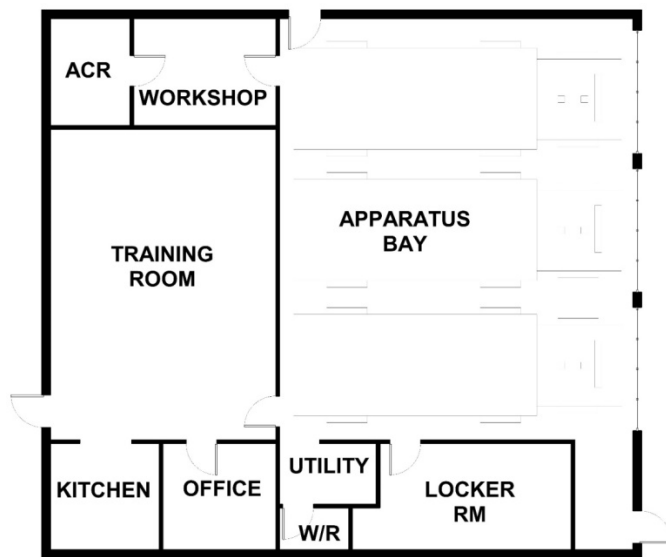 ACR
WORKSHOP
TRAINING
ROOM
APPARATUS
BAY
KITCHEN
OFFICE
UTILITY
W/R
LOCKER
RM